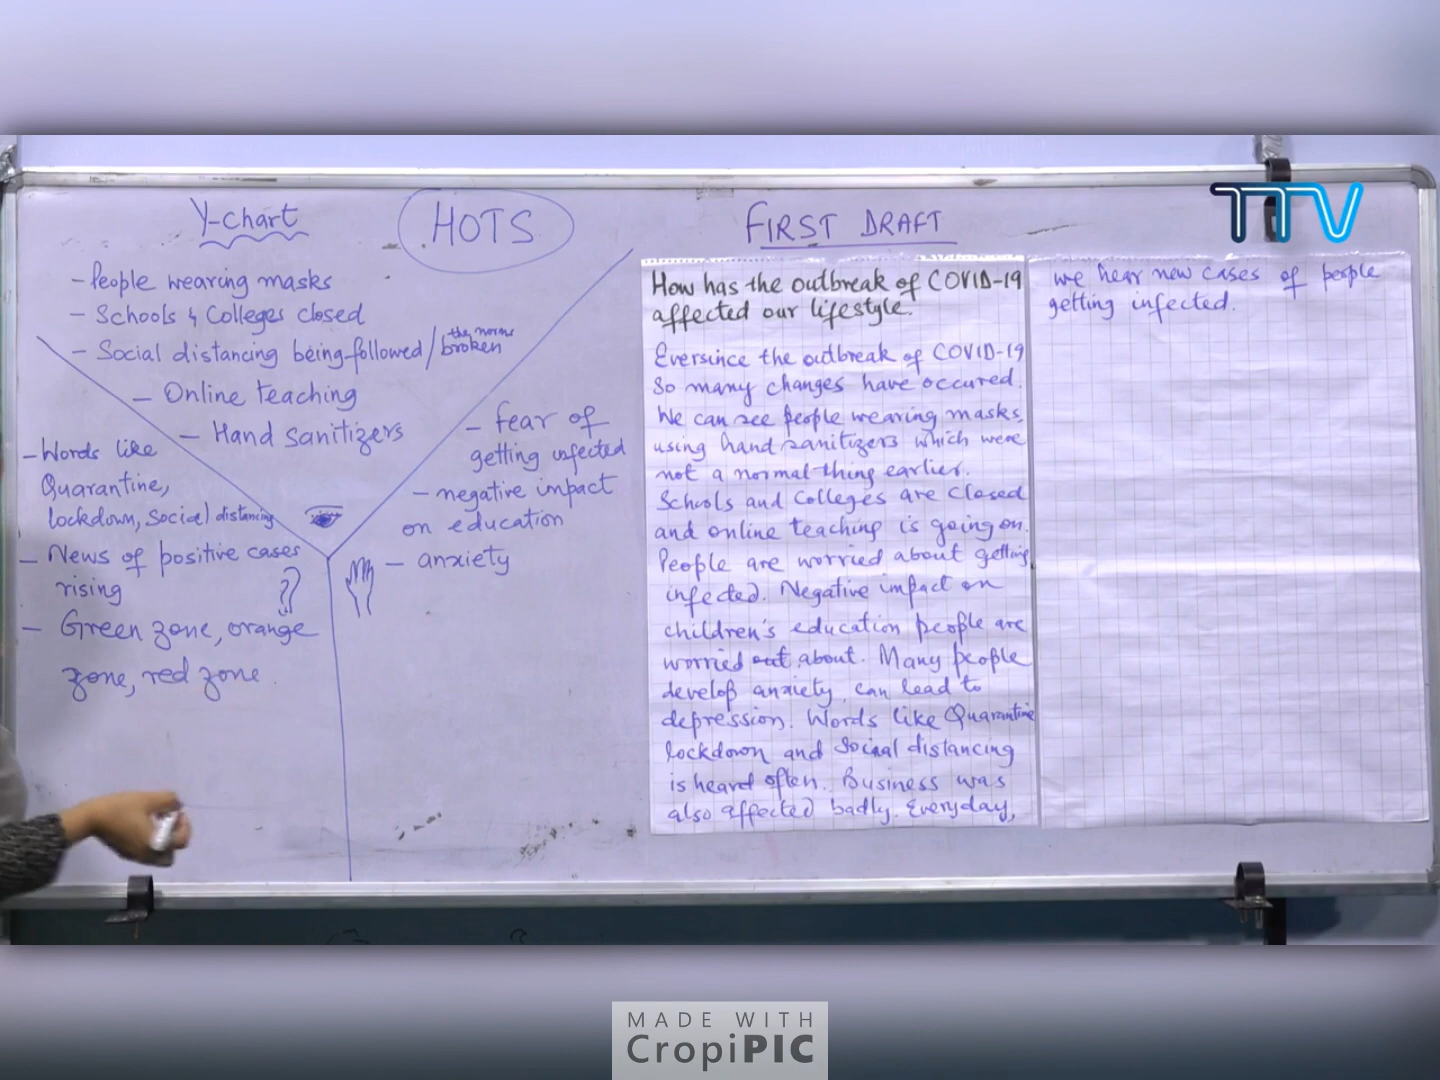 Y-chart
HOTS
- People wearing masks
- Schools & Colleges closed
- Social distancing being followed/the norms broken
- Online teaching
- Hand sanitizers
- Words like
Quarantine,
lockdown, Social distancing
- News of positive cases
rising
- Green zone, orange
zone, red zone.
- fear of
getting infected
- negative impact
on education
- anxiety
FIRST DRAFT
How has the outbreak of COVID-19
affected our lifestyle.
Eversince the outbreak of COVID-19
So many changes have occured.
We can see people wearing masks,
using hand sanitizers which were
not a normal thing earlier.
Schools and Colleges are closed
and online teaching is going on.
People are worried about getting
infected. Negative impact on
children's education people are
worried about. Many people
develop anxiety, can lead to
depression. Words like Quarantine
lockdown and Social distancing
is heard often. Business was
also affected badly. Everyday,
we hear new cases of people
getting infected.
TTV
MADE WITH
CropiPIC